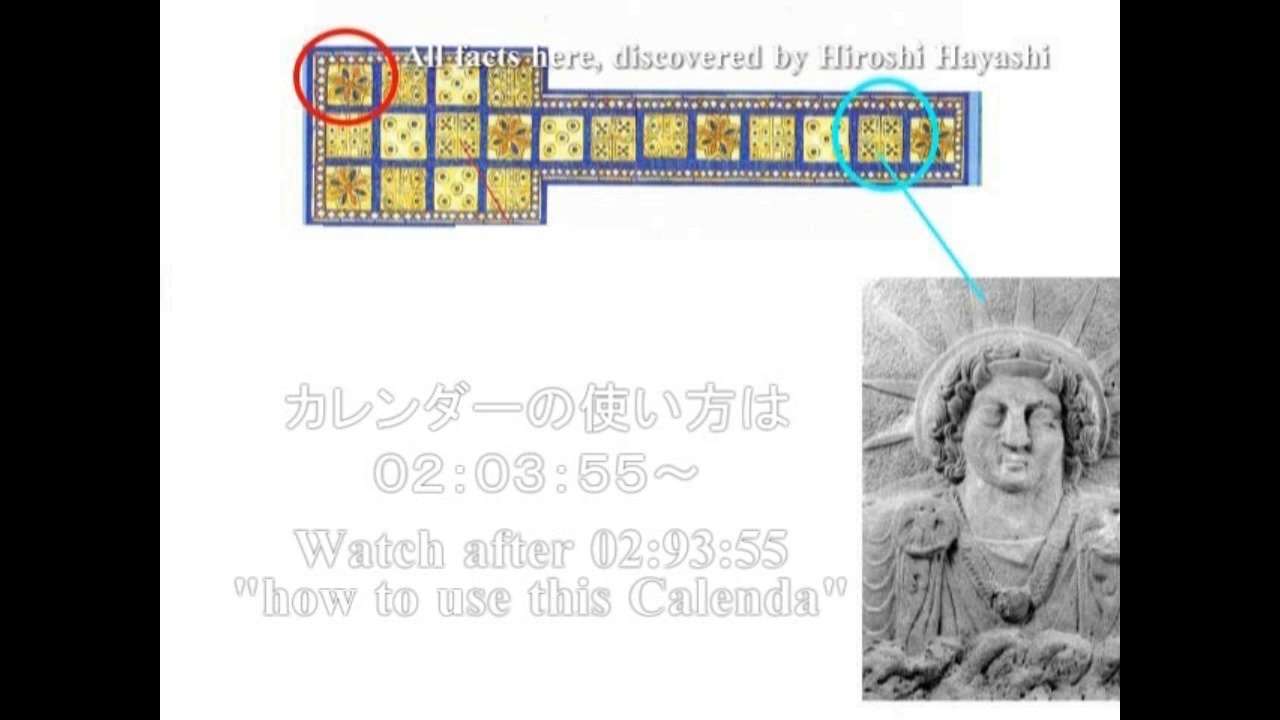 All facts here, discovered by Hiroshi Hayashi
カレンダーの使い方は
０２：０３：５５～
Watch after 02:93:55
"how to use this Calenda"